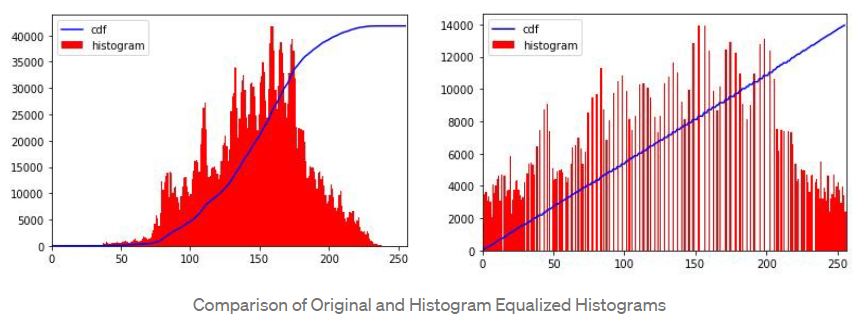 cdf
histogram
40000
35000
30000
25000
20000
15000
10000
5000
0
0 50 100 150 200 250
cdf
histogram
14000
12000
10000
8000
6000
4000
2000
0
0 50 100 150 200 250
Comparison of Original and Histogram Equalized Histograms